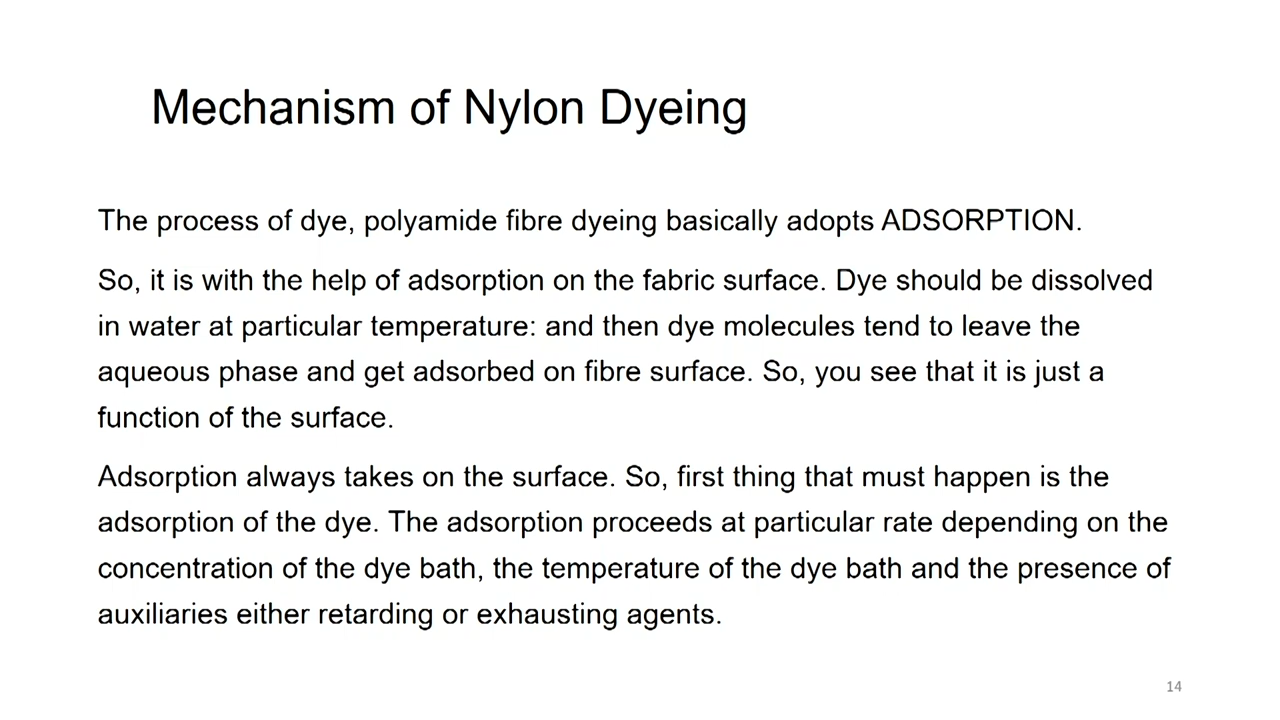 Mechanism of Nylon Dyeing
The process of dye, polyamide fibre dyeing basically adopts ADSORPTION.
So, it is with the help of adsorption on the fabric surface. Dye should be dissolved
in water at particular temperature: and then dye molecules tend to leave the
aqueous phase and get adsorbed on fibre surface. So, you see that it is just a
function of the surface.
Adsorption always takes on the surface. So, first thing that must happen is the
adsorption of the dye. The adsorption proceeds at particular rate depending on the
concentration of the dye bath, the temperature of the dye bath and the presence of
auxiliaries either retarding or exhausting agents.
14